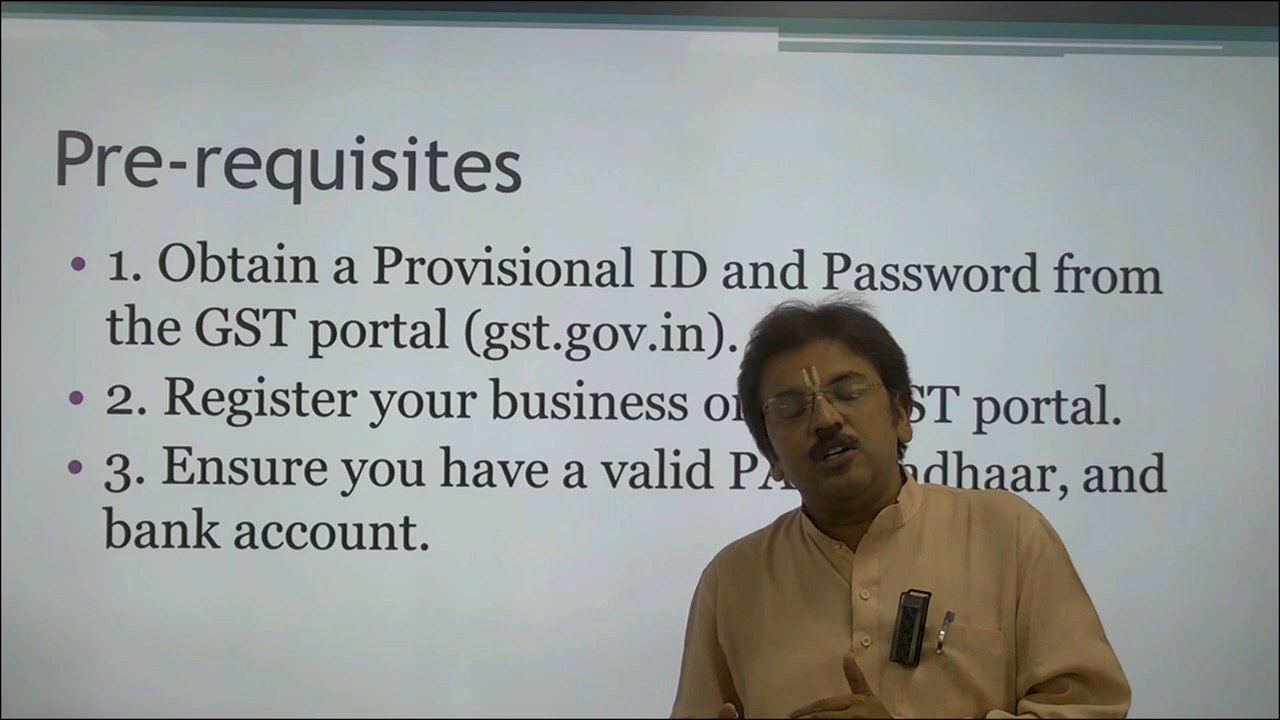 Pre-requisites
• 1. Obtain a Provisional ID and Password from
the GST portal (gst.gov.in).
• 2. Register your business portal.
• 3. Ensure you have a valid and
bank account.